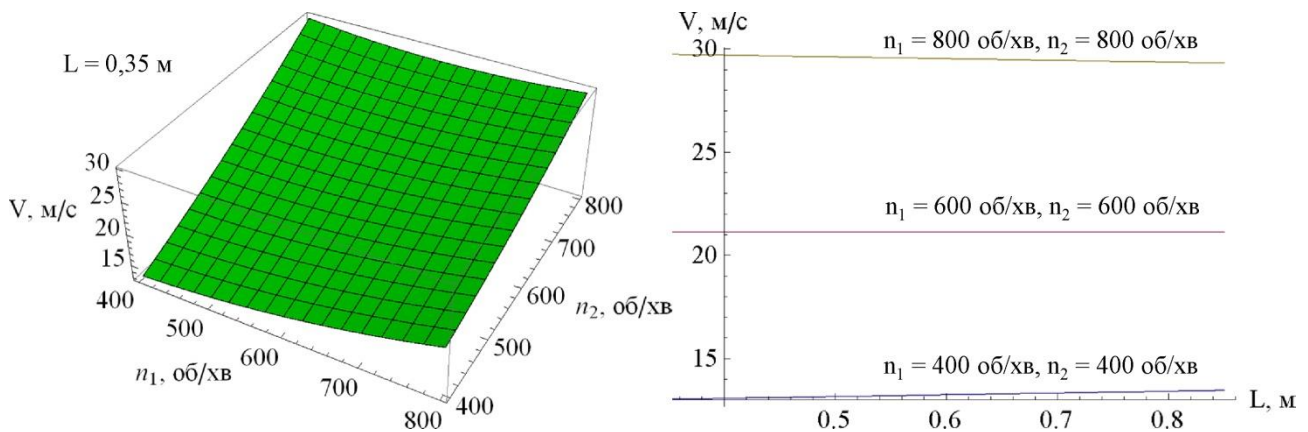 L = 0,35 м
30
25
V, м/с
20
15
400
500
600
n₁, об/хв
700
800
400
500
600
n₂, об/хв
700
800
V, м/с
30
n₁ = 800 об/хв, n₂ = 800 об/хв
25
n₁ = 600 об/хв, n₂ = 600 об/хв
20
15
n₁ = 400 об/хв, n₂ = 400 об/хв
L, м
0.5
0.6
0.7
0.8